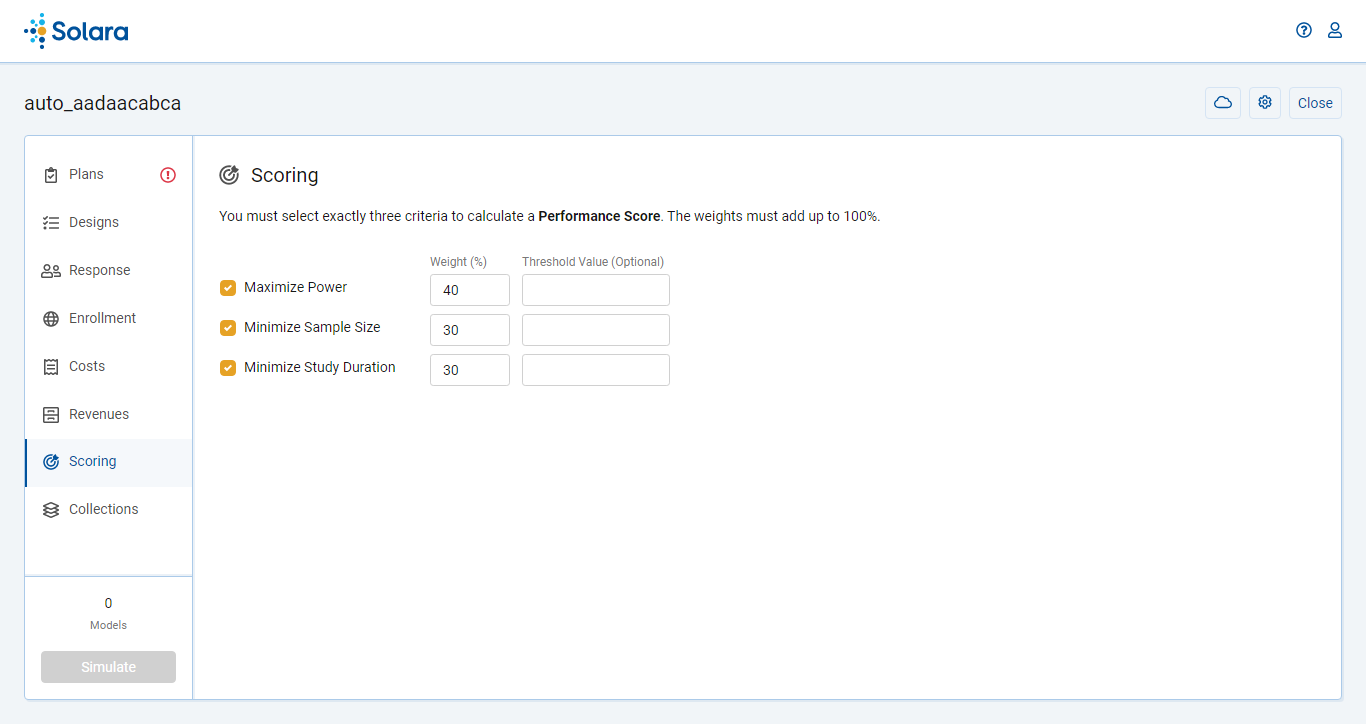 Solara
auto_aadaacabca
Close
Plans
Designs
Response
Enrollment
Costs
Revenues
Scoring
Collections
0
Models
Simulate
Scoring
You must select exactly three criteria to calculate a Performance Score. The weights must add up to 100%.
Weight (%) Threshold Value (Optional)
Maximize Power 40
Minimize Sample Size 30
Minimize Study Duration 30